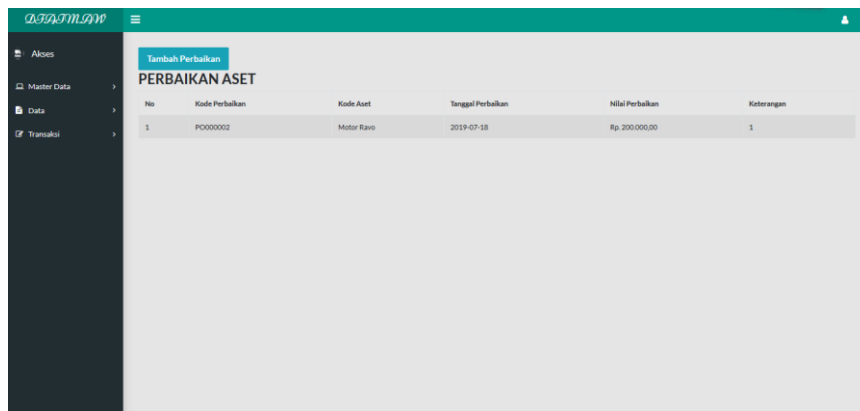 DIATMAW
Akses
Master Data
Data
Transaksi
Tambah Perbaikan
PERBAIKAN ASET
No Kode Perbaikan Kode Aset Tanggal Perbaikan Nilai Perbaikan Keterangan
1 PO000002 Motor Ravo 2019-07-18 Rp. 200.000,00 1